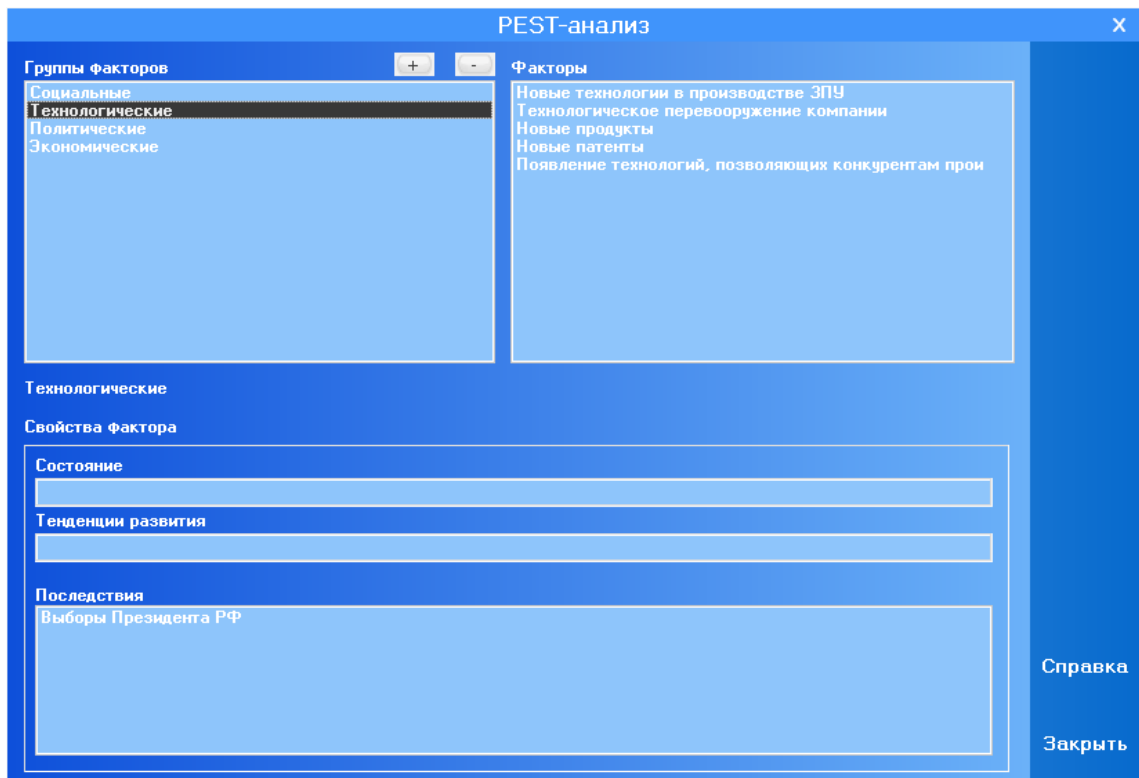 PEST-анализ X
Группы факторов + -
Социальные
Технологические
Политические
Экономические
Факторы
Новые технологии в производстве ЗПУ
Технологическое перевооружение компании
Новые продукты
Новые патенты
Появление технологий, позволяющих конкурентам прои
Технологические
Свойства фактора
Состояние
Тенденции развития
Последствия
Выборы Президента РФ
Справка
Закрыть